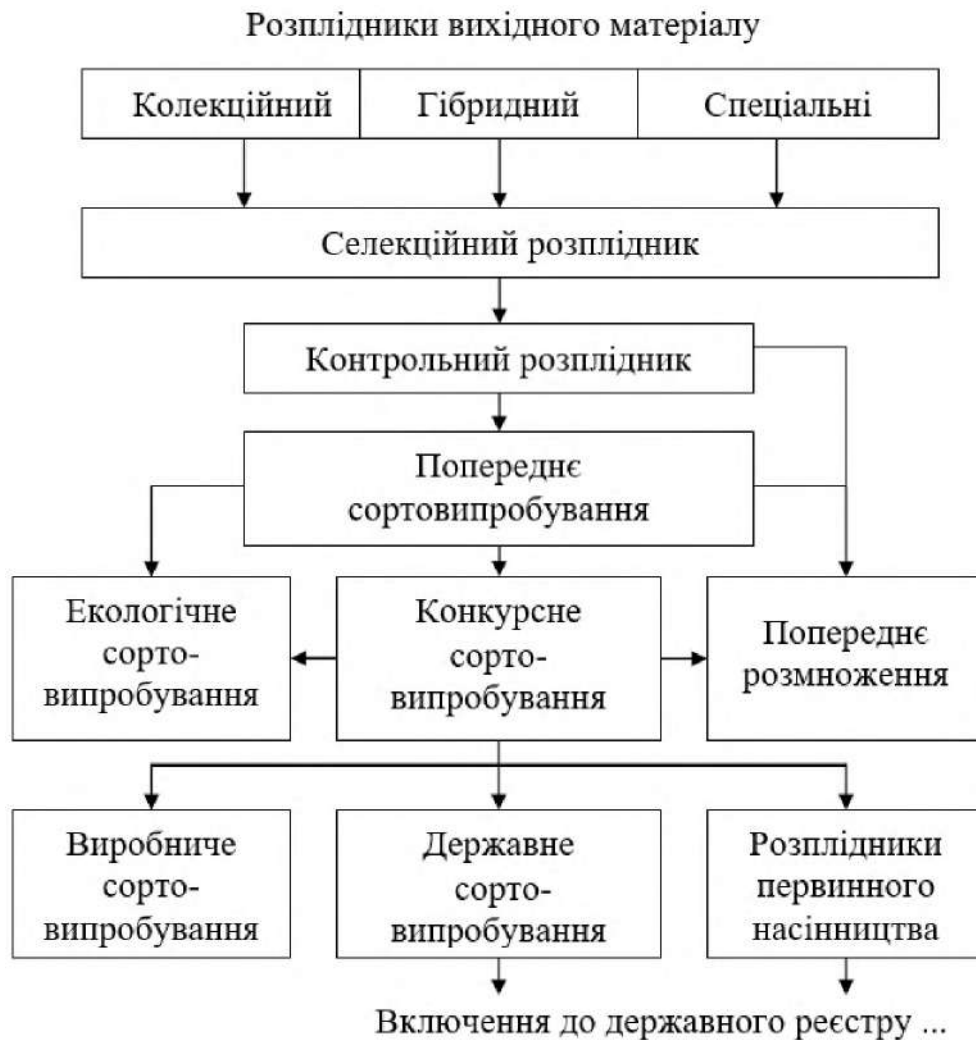 Розплідники вихідного матеріалу
Колекційний
Гібридний
Спеціальні
Селекційний розплідник
Контрольний розплідник
Попереднє
сортовипробування
Екологічне
сорто-
випробування
Конкурсне
сорто-
випробування
Попереднє
розмноження
Виробниче
сорто-
випробування
Державне
сорто-
випробування
Розплідники
первинного
насінництва
Включення до державного реєстру ...